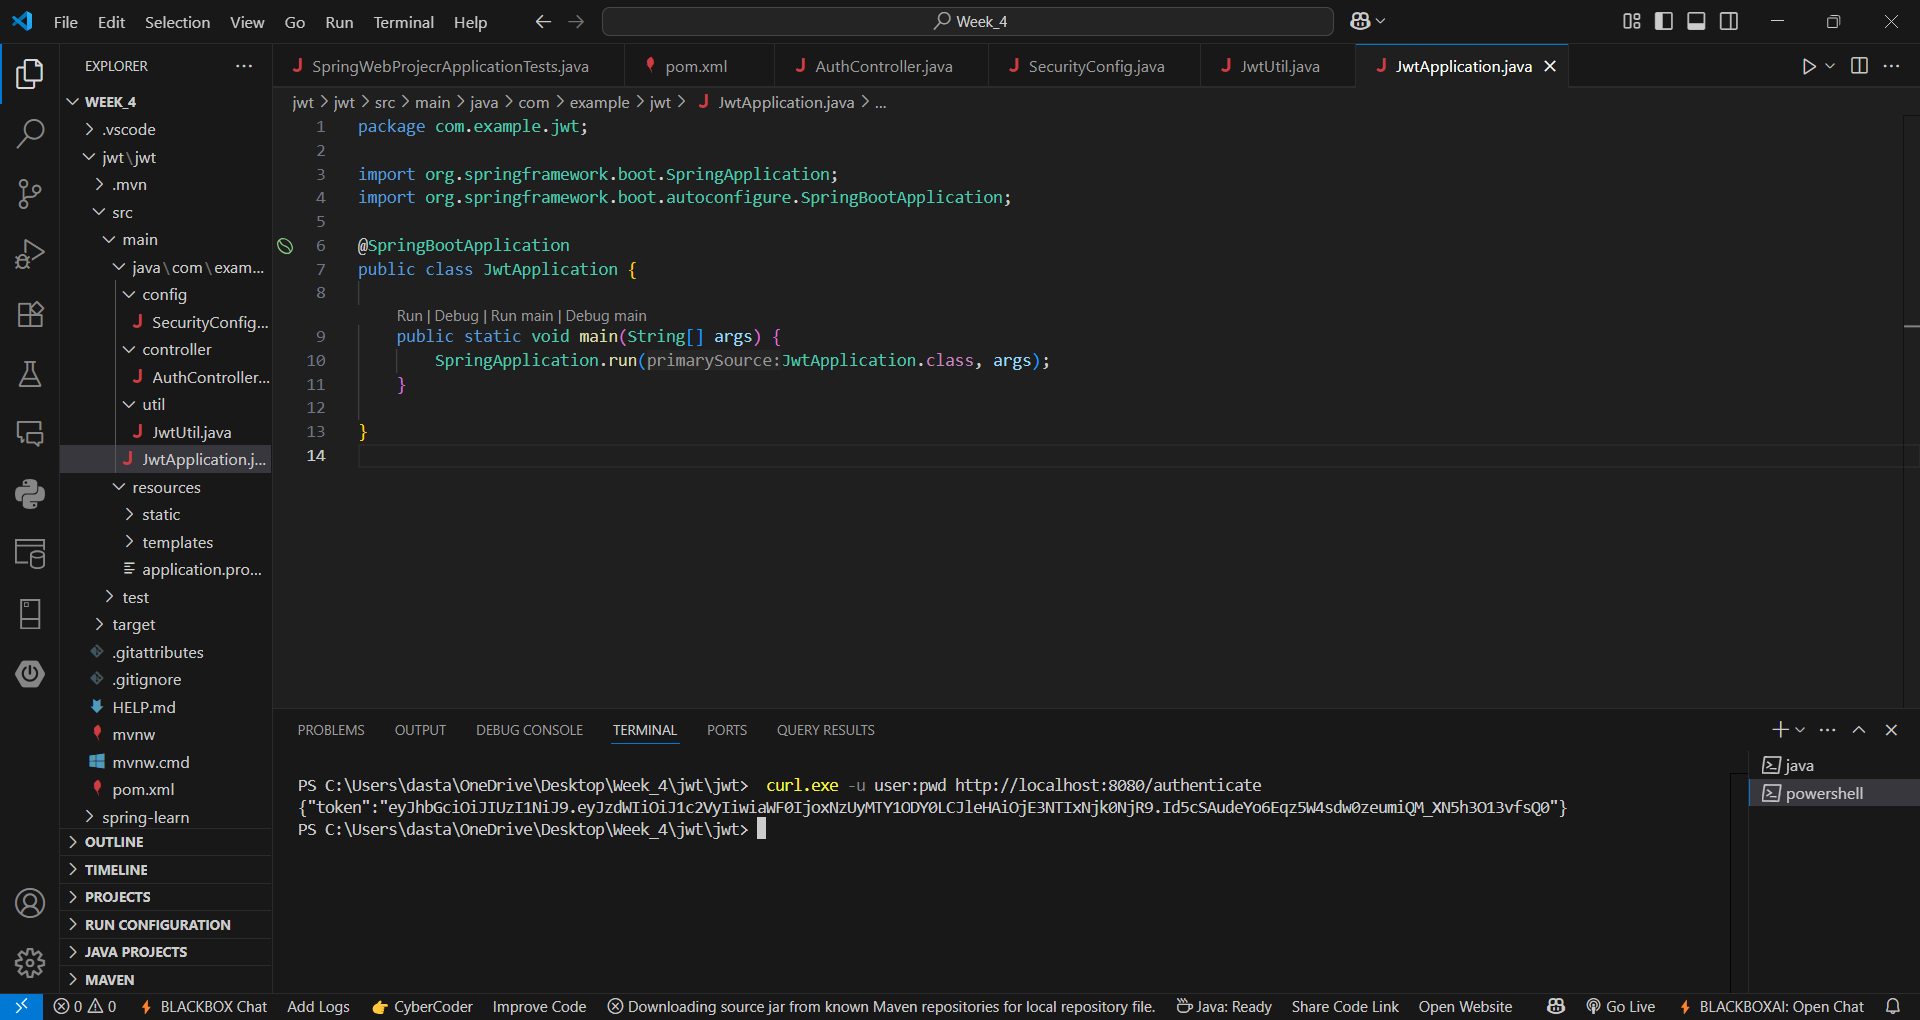 File Edit Selection View Go Run Terminal Help
Week_4
EXPLORER
WEEK_4
.vscode
jwt\jwt
.mvn
src
main
java\com\exam...
config
SecurityConfig...
controller
AuthController...
util
JwtUtil.java
JwtApplication.j...
resources
static
templates
application.pro...
test
target
.gitattributes
.gitignore
HELP.md
mvnw
mvnw.cmd
pom.xml
spring-learn
OUTLINE
TIMELINE
PROJECTS
RUN CONFIGURATION
JAVA PROJECTS
MAVEN
SpringWebProjecrApplicationTests.java pom.xml AuthController.java SecurityConfig.java JwtUtil.java JwtApplication.java
jwt > jwt > src > main > java > com > example > jwt > JwtApplication.java > ...
1 package com.example.jwt;
2
3 import org.springframework.boot.SpringApplication;
4 import org.springframework.boot.autoconfigure.SpringBootApplication;
5
6 @SpringBootApplication
7 public class JwtApplication {
8
Run | Debug | Run main | Debug main
9 public static void main(String[] args) {
10 SpringApplication.run(primarySource:JwtApplication.class, args);
11 }
12
13 }
14
PROBLEMS OUTPUT DEBUG CONSOLE TERMINAL PORTS QUERY RESULTS
PS C:\Users\dasta\OneDrive\Desktop\Week_4\jwt\jwt> curl.exe -u user:pwd http://localhost:8080/authenticate
{"token":"eyJhbGciOiJIUzI1NiJ9.eyJzdWIiOiJ1c2VyIiwiaWF0IjoxNzUyMTY1ODY0LCJleHAiOjE3NTIxNjk0NjR9.Id5cSAudeYo6Eqz5W4sdw0zeumiQM_XN5h3O13vfsQ0"}
PS C:\Users\dasta\OneDrive\Desktop\Week_4\jwt\jwt>
java
powershell
0 0 BLACKBOX Chat Add Logs CyberCoder Improve Code Downloading source jar from known Maven repositories for local repository file. Java: Ready Share Code Link Open Website Go Live BLACKBOXAI: Open Chat